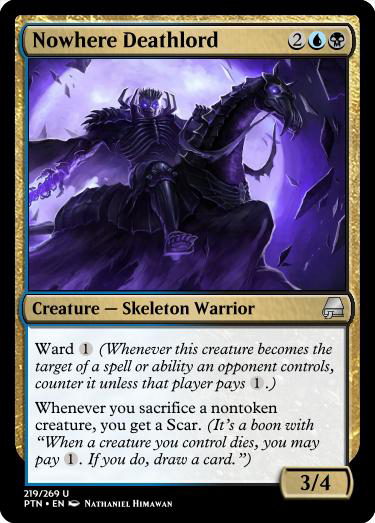 Nowhere Deathlord 2
Creature — Skeleton Warrior
Ward 1 (Whenever this creature becomes the
target of a spell or ability an opponent controls,
counter it unless that player pays 1.)
Whenever you sacrifice a nontoken
creature, you get a Scar. (It's a boon with
“When a creature you control dies, you may
pay 1. If you do, draw a card.”)
3/4
219/269 U
PTN • EN Nathaniel Himawan